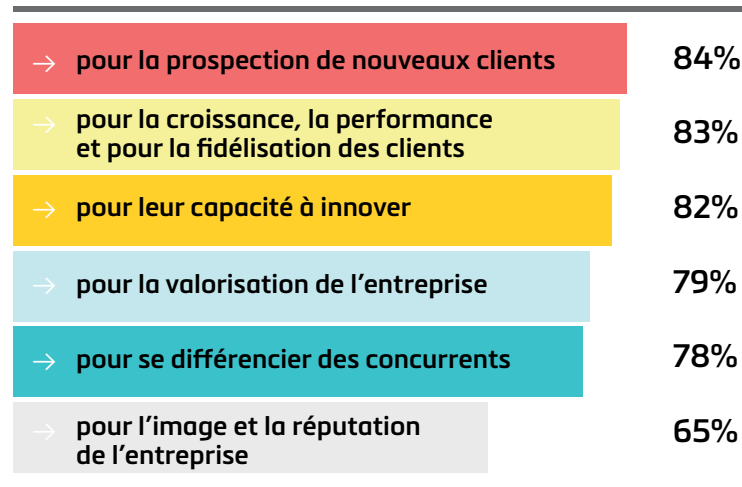 → pour la prospection de nouveaux clients 84%
→ pour la croissance, la performance
et pour la fidélisation des clients 83%
→ pour leur capacité à innover 82%
→ pour la valorisation de l’entreprise 79%
→ pour se différencier des concurrents 78%
→ pour l’image et la réputation
de l’entreprise 65%